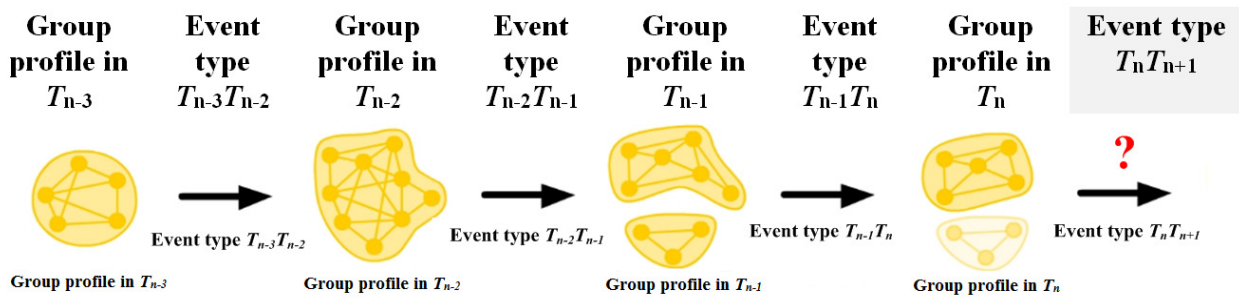 Group
profile in
Tn-3
Event
type
Tn-3Tn-2
Group
profile in
Tn-2
Event
type
Tn-2Tn-1
Group
profile in
Tn-1
Event
type
Tn-1Tn
Group
profile in
Tn
Event type
TnTn+1
?
Event type Tn-3Tn-2
Event type Tn-2Tn-1
Event type Tn-1Tn
Event type TnTn+1
Group profile in Tn-3
Group profile in Tn-2
Group profile in Tn-1
Group profile in Tn